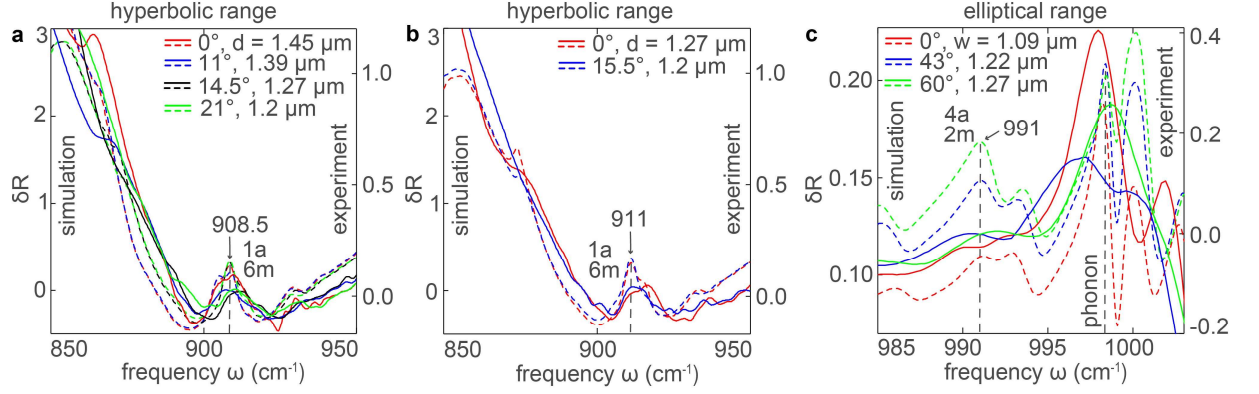 hyperbolic range
a
3
2
1
0
δR
simulation
0°, d = 1.45 μm
11°, 1.39 μm
14.5°, 1.27 μm
21°, 1.2 μm
908.5
1a
6m
1.0
0.5
0.0
experiment
850
900
950
frequency ω (cm⁻¹)
hyperbolic range
b
3
2
1
0
δR
simulation
0°, d = 1.27 μm
15.5°, 1.2 μm
911
1a
6m
1.0
0.5
0.0
experiment
850
900
950
frequency ω (cm⁻¹)
elliptical range
c
0.20
0.15
0.10
δR
simulation
0°, w = 1.09 μm
43°, 1.22 μm
60°, 1.27 μm
4a
2m
991
phonon
0.4
0.2
0.0
-0.2
experiment
985
990
995
1000
frequency ω (cm⁻¹)